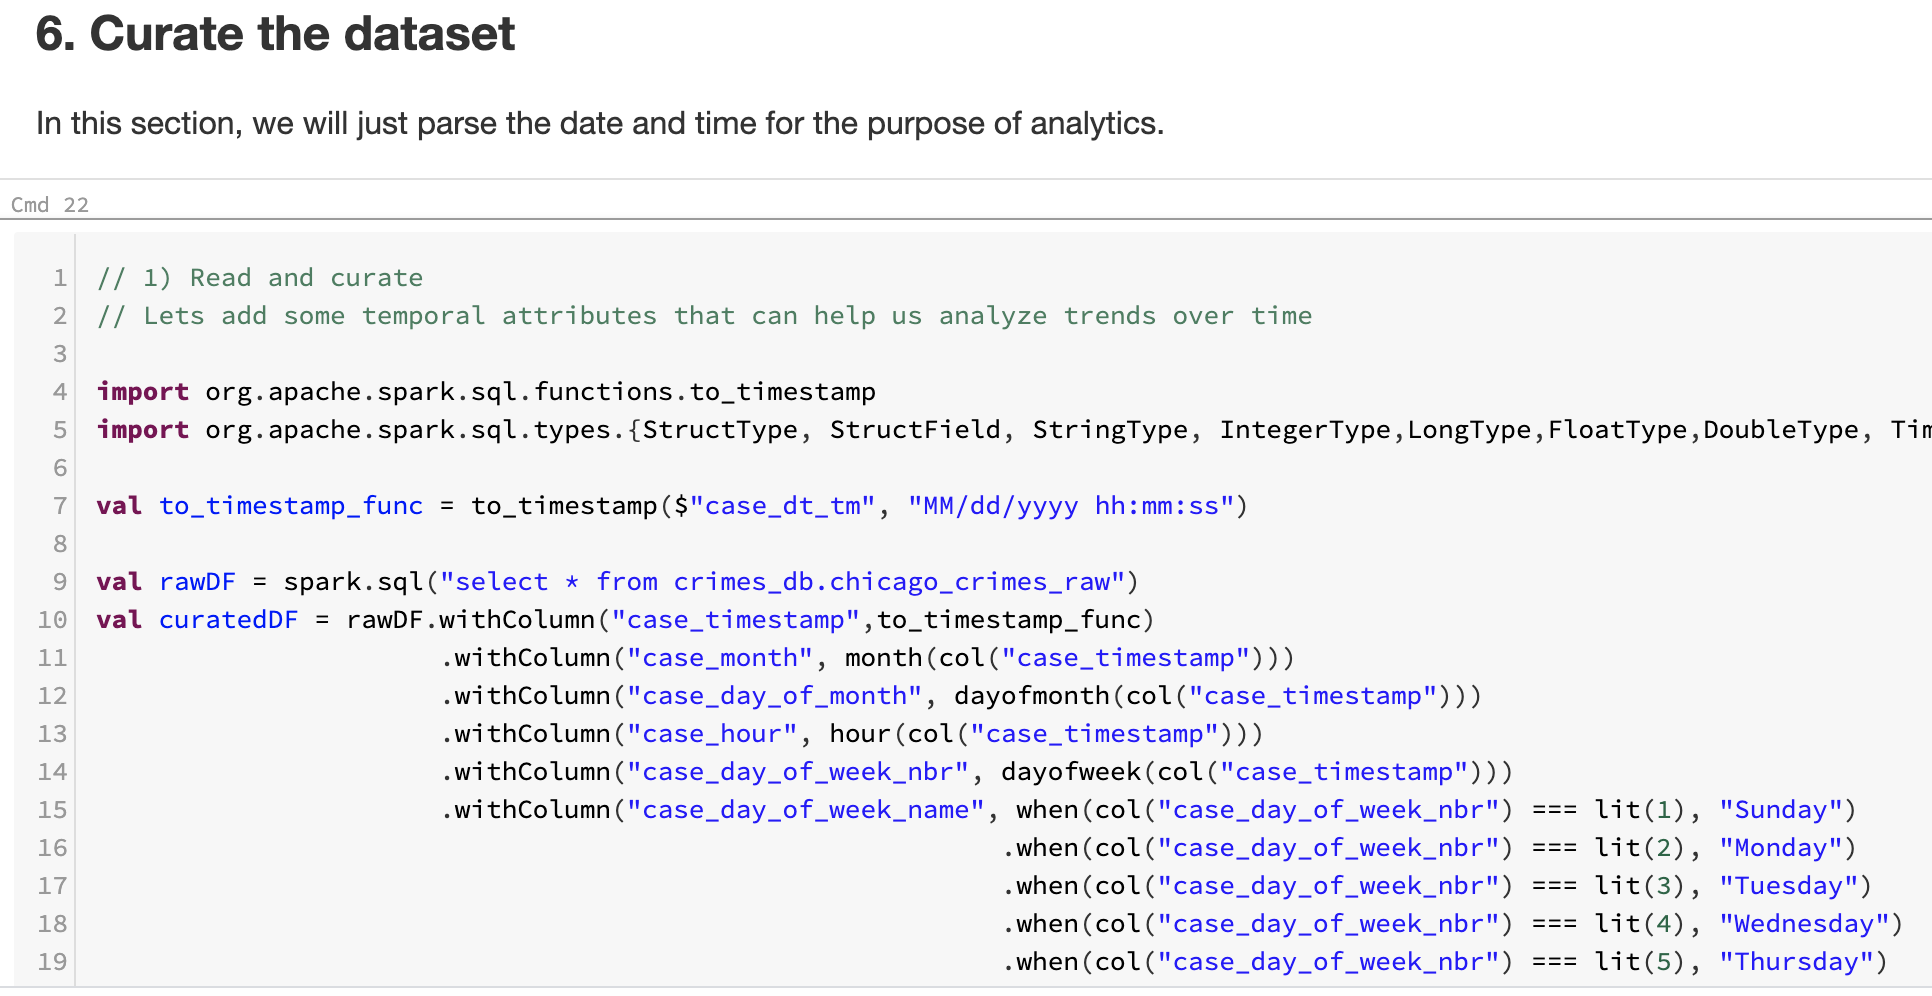 6. Curate the dataset
In this section, we will just parse the date and time for the purpose of analytics.
Cmd 22
1 // 1) Read and curate
2 // Lets add some temporal attributes that can help us analyze trends over time
3
4 import org.apache.spark.sql.functions.to_timestamp
5 import org.apache.spark.sql.types.{StructType, StructField, StringType, IntegerType,LongType,FloatType,DoubleType, Tim
6
7 val to_timestamp_func = to_timestamp($"case_dt_tm", "MM/dd/yyyy hh:mm:ss")
8
9 val rawDF = spark.sql("select * from crimes_db.chicago_crimes_raw")
10 val curatedDF = rawDF.withColumn("case_timestamp",to_timestamp_func)
11 .withColumn("case_month", month(col("case_timestamp")))
12 .withColumn("case_day_of_month", dayofmonth(col("case_timestamp")))
13 .withColumn("case_hour", hour(col("case_timestamp")))
14 .withColumn("case_day_of_week_nbr", dayofweek(col("case_timestamp")))
15 .withColumn("case_day_of_week_name", when(col("case_day_of_week_nbr") === lit(1), "Sunday")
16 .when(col("case_day_of_week_nbr") === lit(2), "Monday")
17 .when(col("case_day_of_week_nbr") === lit(3), "Tuesday")
18 .when(col("case_day_of_week_nbr") === lit(4), "Wednesday")
19 .when(col("case_day_of_week_nbr") === lit(5), "Thursday")